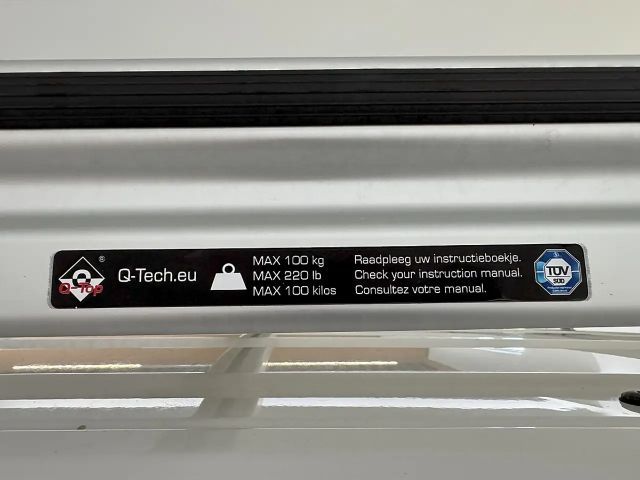 Q-Top ®
Q-Tech.eu
MAX 100 kg
MAX 220 lb
MAX 100 kilos
Raadpleeg uw instructieboekje.
Check your instruction manual.
Consultez votre manual.
TÜV
SÜD